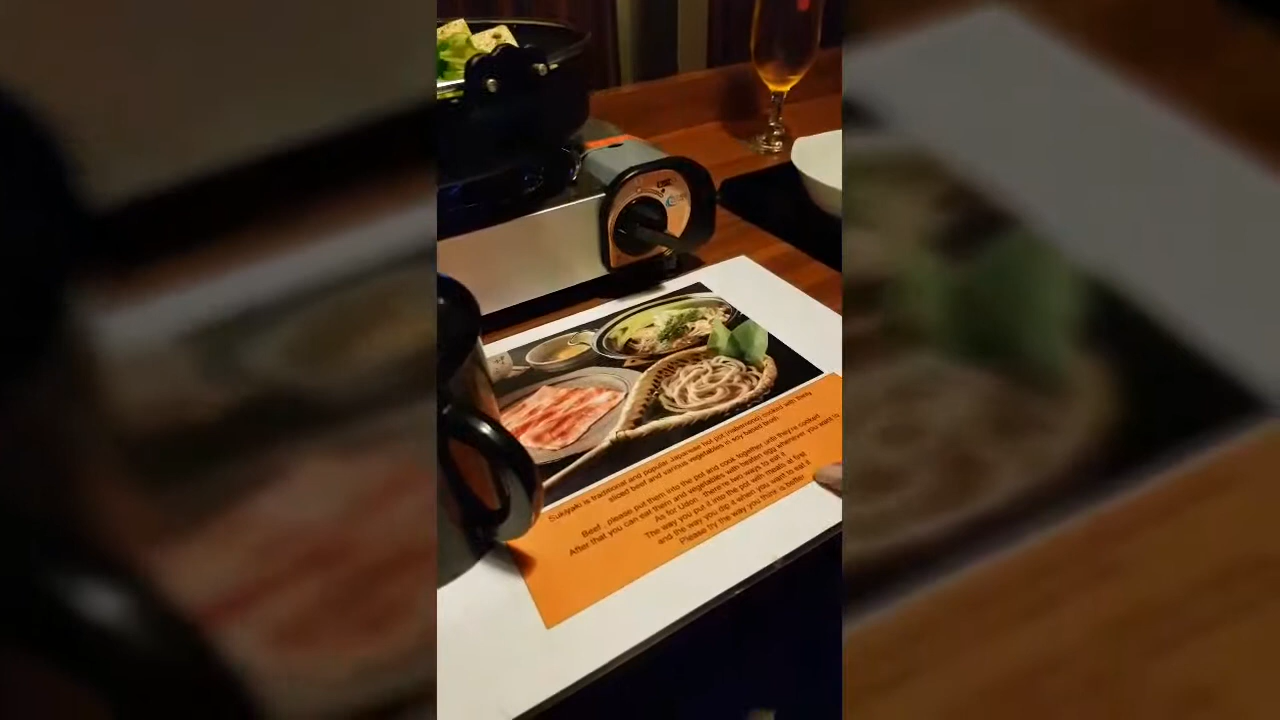 Sukiyaki is traditional and popular Japanese hot pot (nabemono) cooked with thinly
sliced beef and various vegetables in soy based broth
Beef , please put them into the pot and cook together until they're cooked
After that you can eat them and vegetables with beaten egg whenever you want to
As for Udon , there're two ways to eat it
The way you put it into the pot with meats at first
and the way you dip it when you want to eat it
Please try the way you think is better